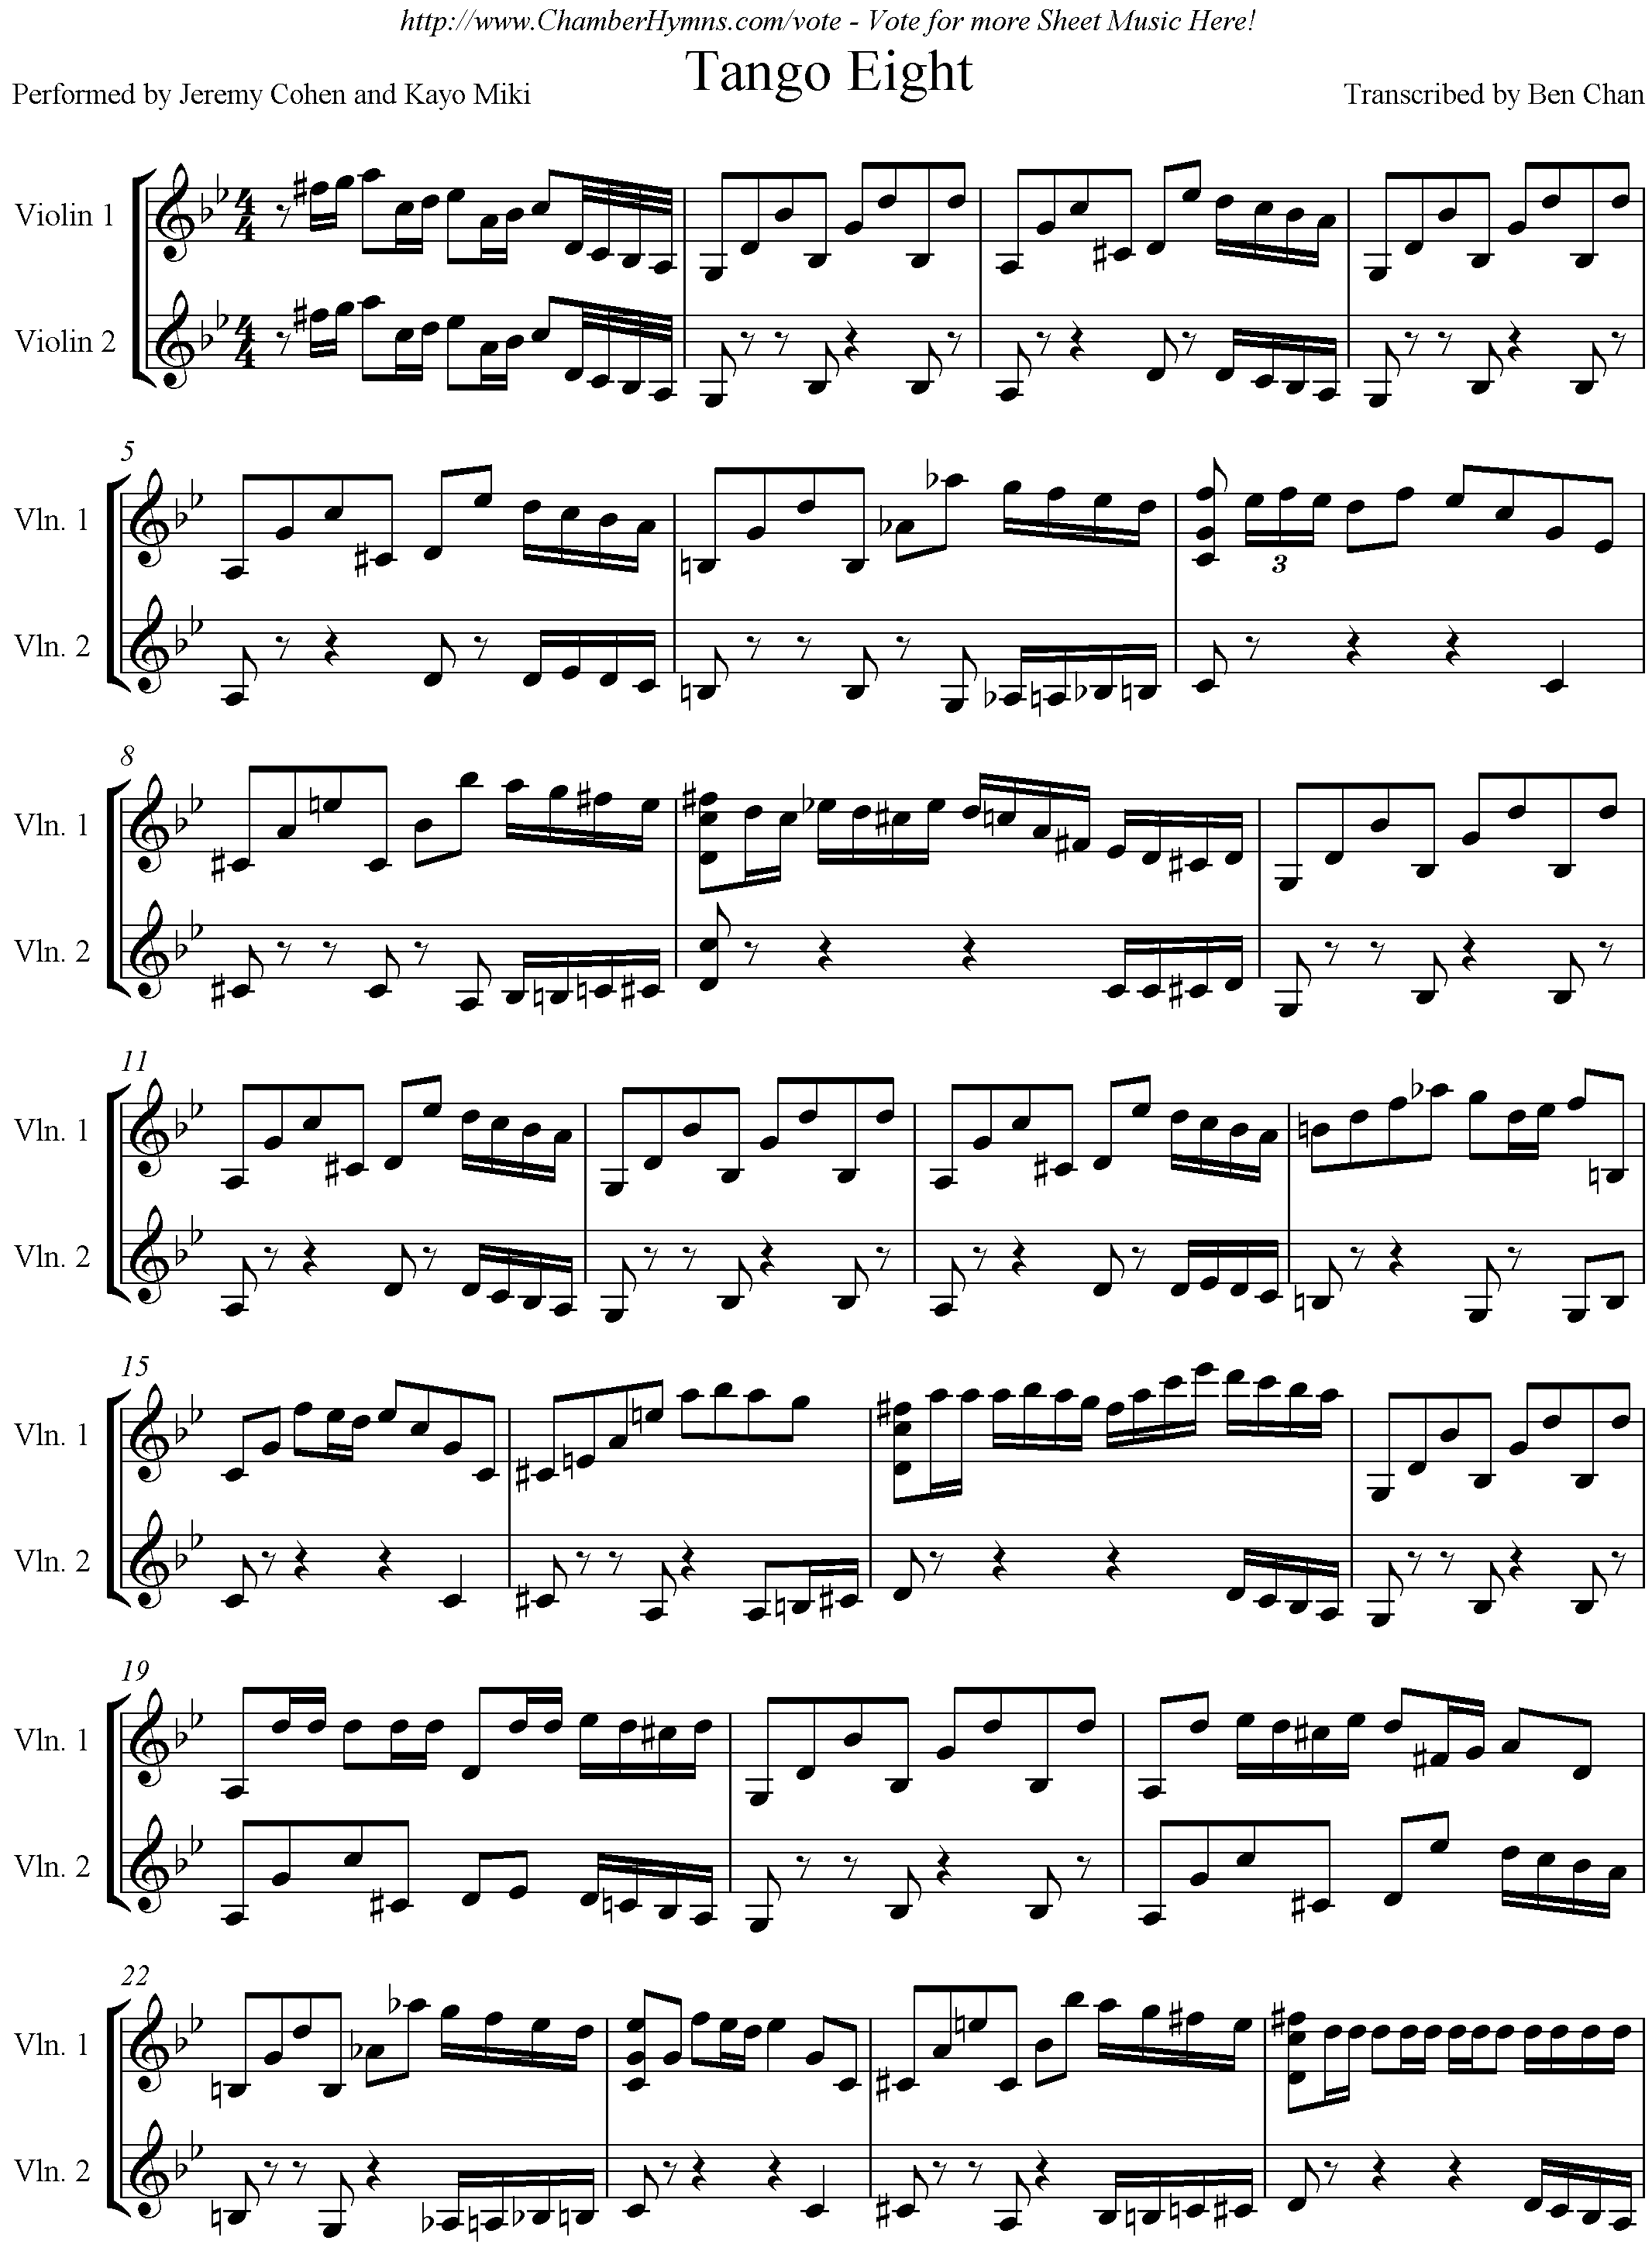 http://www.ChamberHymns.com/vote - Vote for more Sheet Music Here!
Tango Eight
Performed by Jeremy Cohen and Kayo Miki
Transcribed by Ben Chan
Violin 1
4
4
Violin 2
4
4
5
Vln. 1
3
Vln. 2
8
Vln. 1
Vln. 2
11
Vln. 1
Vln. 2
15
Vln. 1
Vln. 2
19
Vln. 1
Vln. 2
22
Vln. 1
Vln. 2